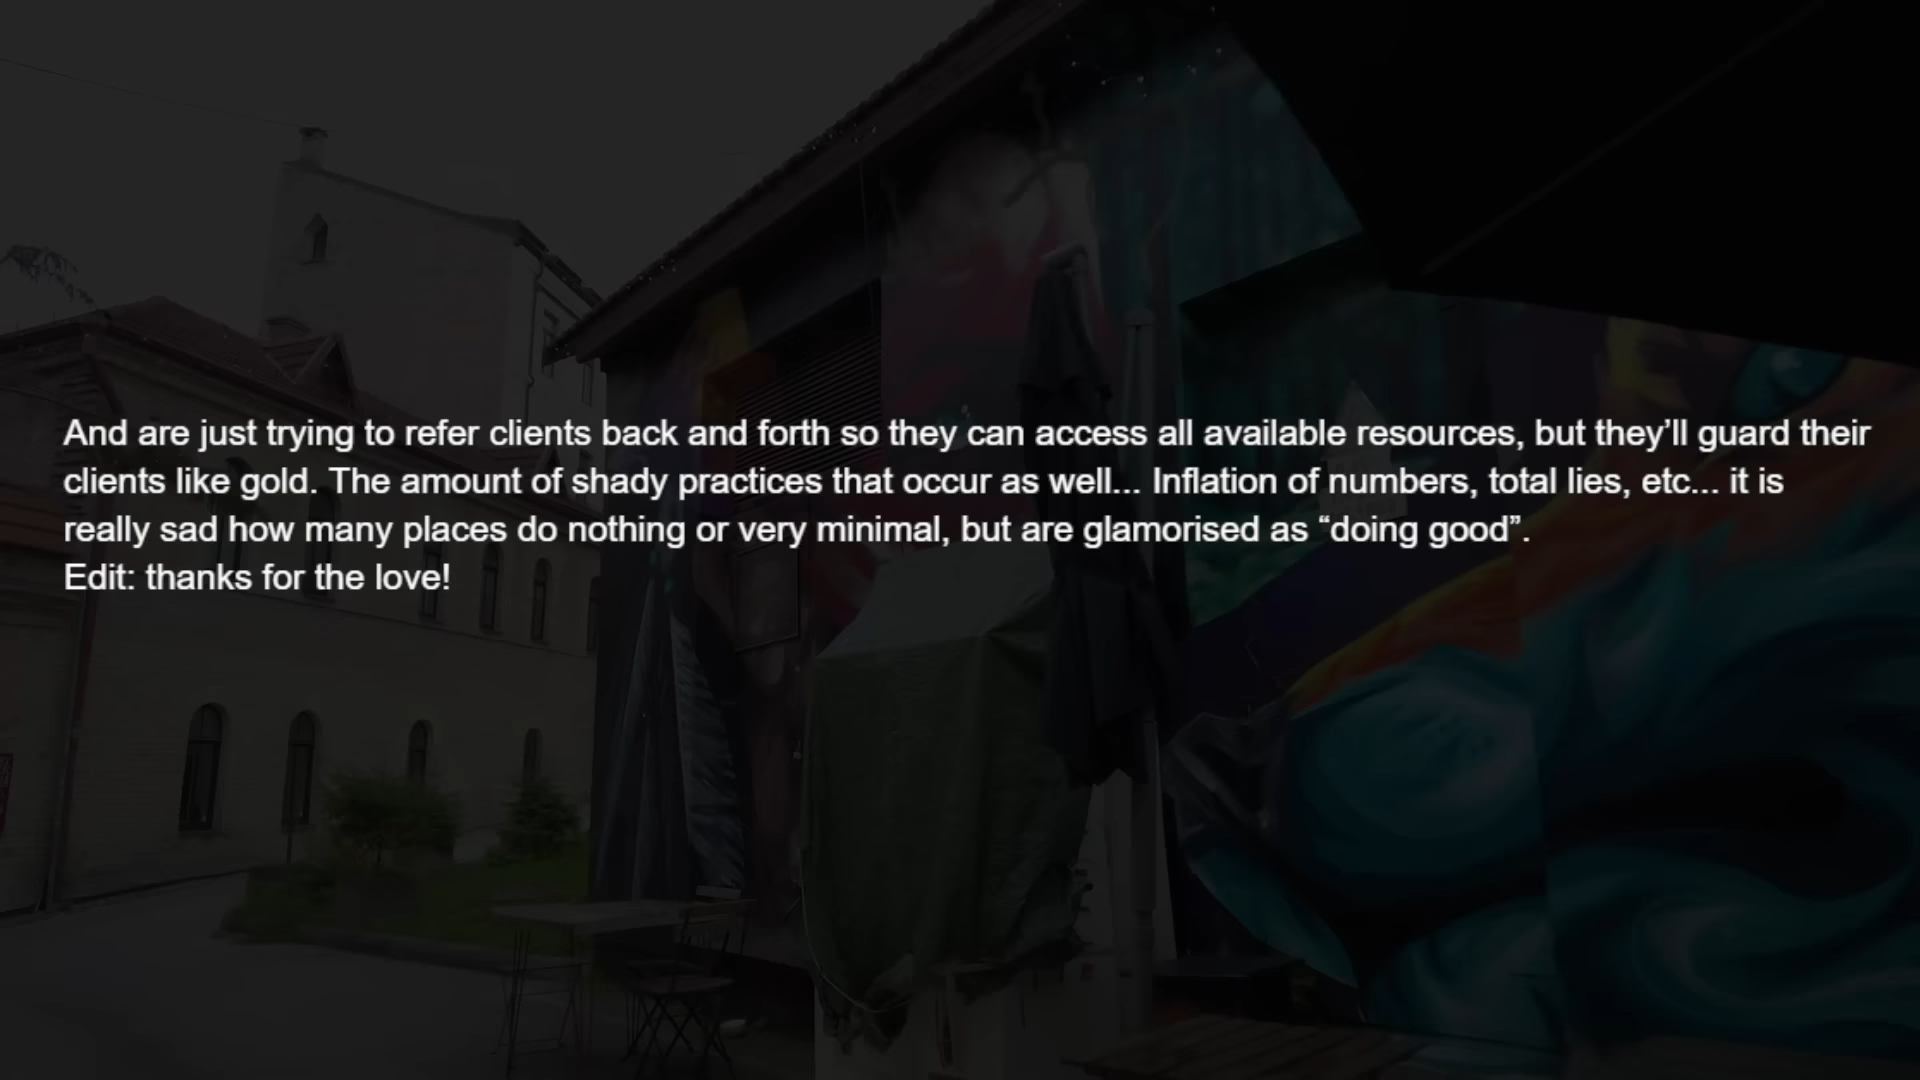 And are just trying to refer clients back and forth so they can access all available resources, but they’ll guard their
clients like gold. The amount of shady practices that occur as well... Inflation of numbers, total lies, etc... it is
really sad how many places do nothing or very minimal, but are glamorised as “doing good”.
Edit: thanks for the love!